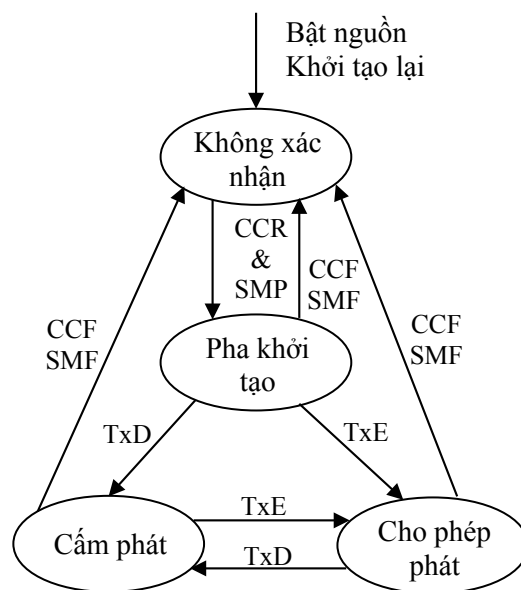 Bật nguồn
Khởi tạo lại
Không xác
nhận
CCR
&
SMP
CCF
SMF
CCF
SMF
CCF
SMF
Pha khởi
tạo
TxD
TxE
TxE
Cấm phát
Cho phép
phát
TxD